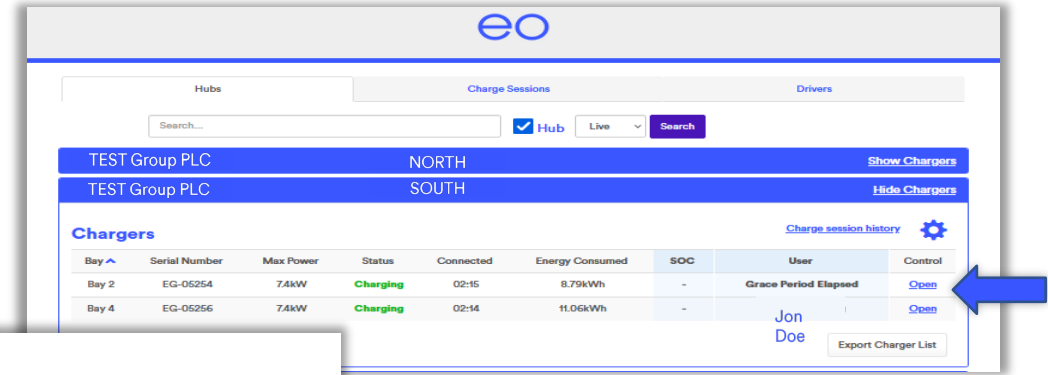 eo
Hubs Charge Sessions Drivers
Search... Hub Live Search
TEST Group PLC NORTH Show Chargers
TEST Group PLC SOUTH Hide Chargers
Chargers Charge session history
Bay Serial Number Max Power Status Connected Energy Consumed SOC User Control
Bay 2 EG-05254 7.4kW Charging 02:15 8.79kWh - Grace Period Elapsed Open
Bay 4 EG-05256 7.4kW Charging 02:14 11.06kWh - Jon Open
Doe
Export Charger List